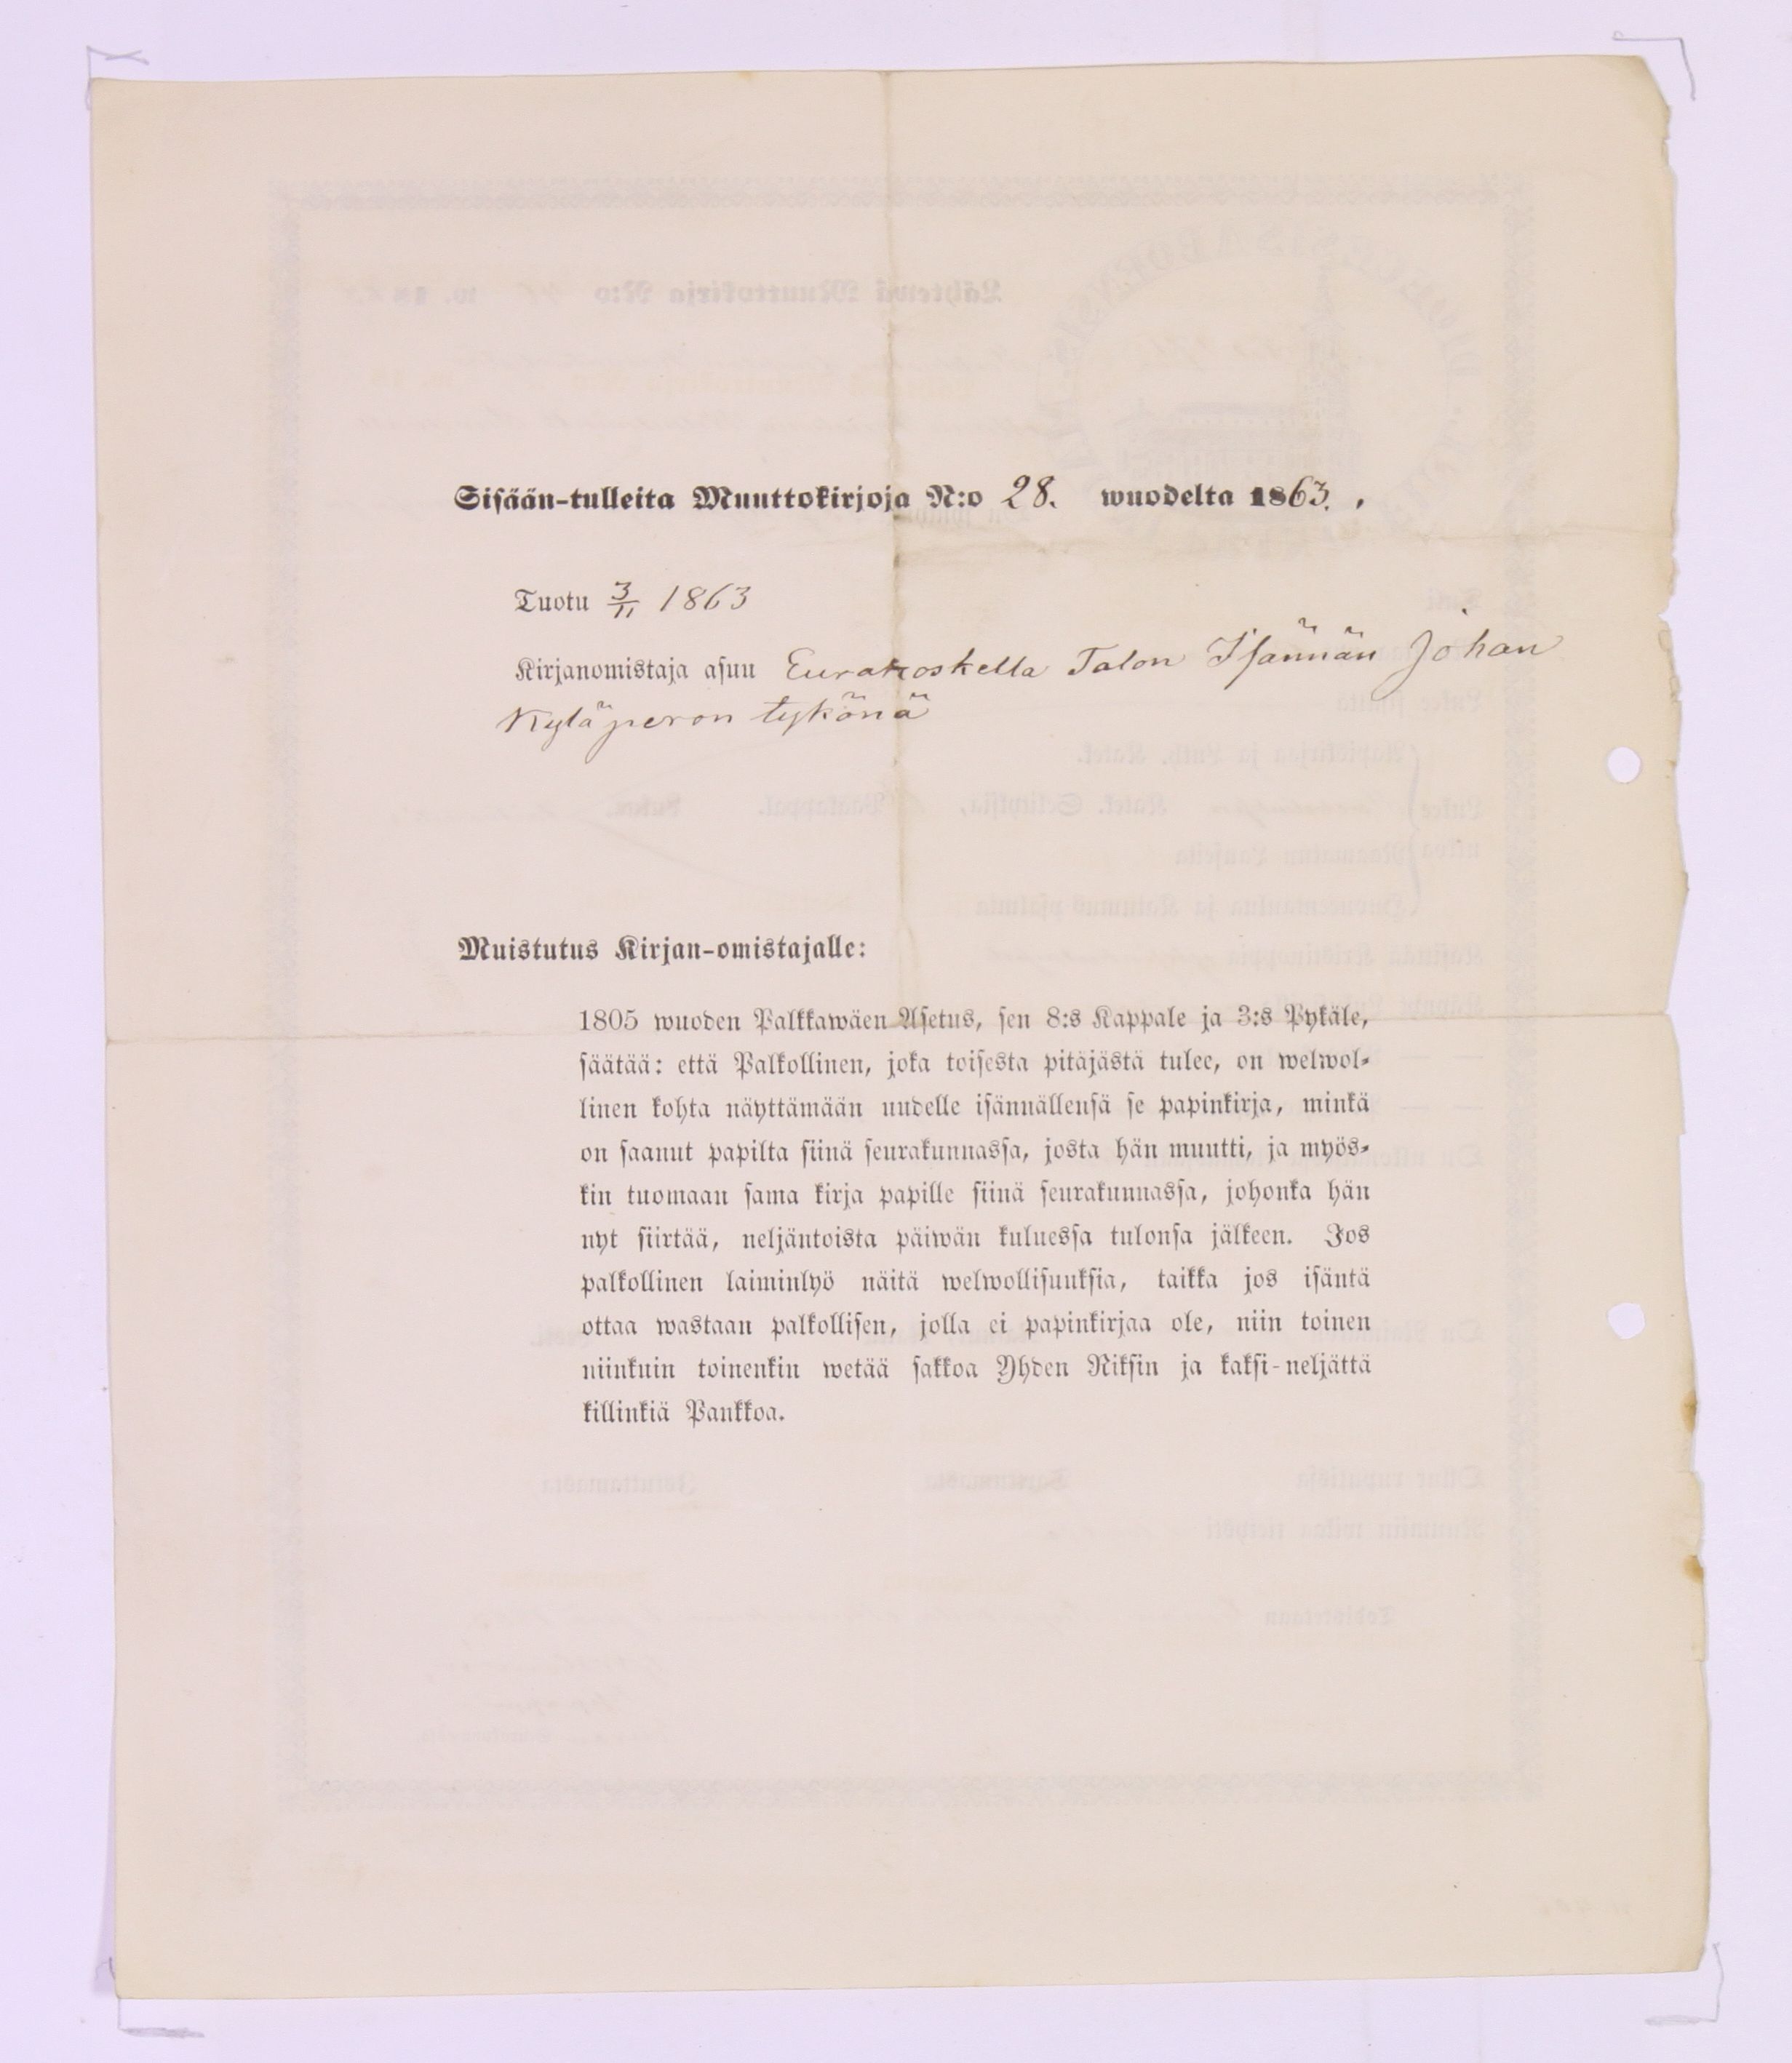 Sisään-tulleita Muuttokirjoja N:o 28. wuodelta 1863. .
Tuotu 3/11 1863
Kirjanomistaja asuu Eurakoskella Talon Isännän Johan
Kyläperon tykönä
Muistutus Kirjan-omistajalle:
1805 wuoden Palkkawäen Asetus, sen 8:s Kappale ja 3:s Pykäle,
säätää: että Palkollinen, joka toisesta pitäjästä tulee, on welwol-
linen kohta näyttämään uudelle isännällensä se papinkirja, minkä
on saanut papilta siinä seurakunnassa, josta hän muutti, ja myös-
kin tuomaan sama kirja papille siinä seurakunnassa, johonka hän
nyt siirtää, neljäntoista päiwän kuluessa tulonsa jälkeen. Jos
palkollinen laiminlyö näitä welwollisuuksia, taikka jos isäntä
ottaa wastaan palkollisen, jolla ei papinkirjaa ole, niin toinen
niinkuin toinenkin wetää sakkoa Yhden Riksin ja kaksi-neljättä
killinkiä Pankkoa.